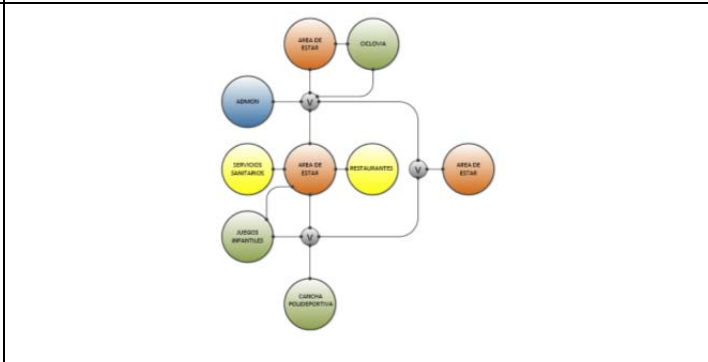 AREA DE
ESTAR
CICLOVIA
ADMON
V
SERVICIOS
SANITARIOS
AREA DE
ESTAR
RESTAURANTES
V
AREA DE
ESTAR
JUEGOS
INFANTILES
V
CANCHA
POLIDEPORTIVA